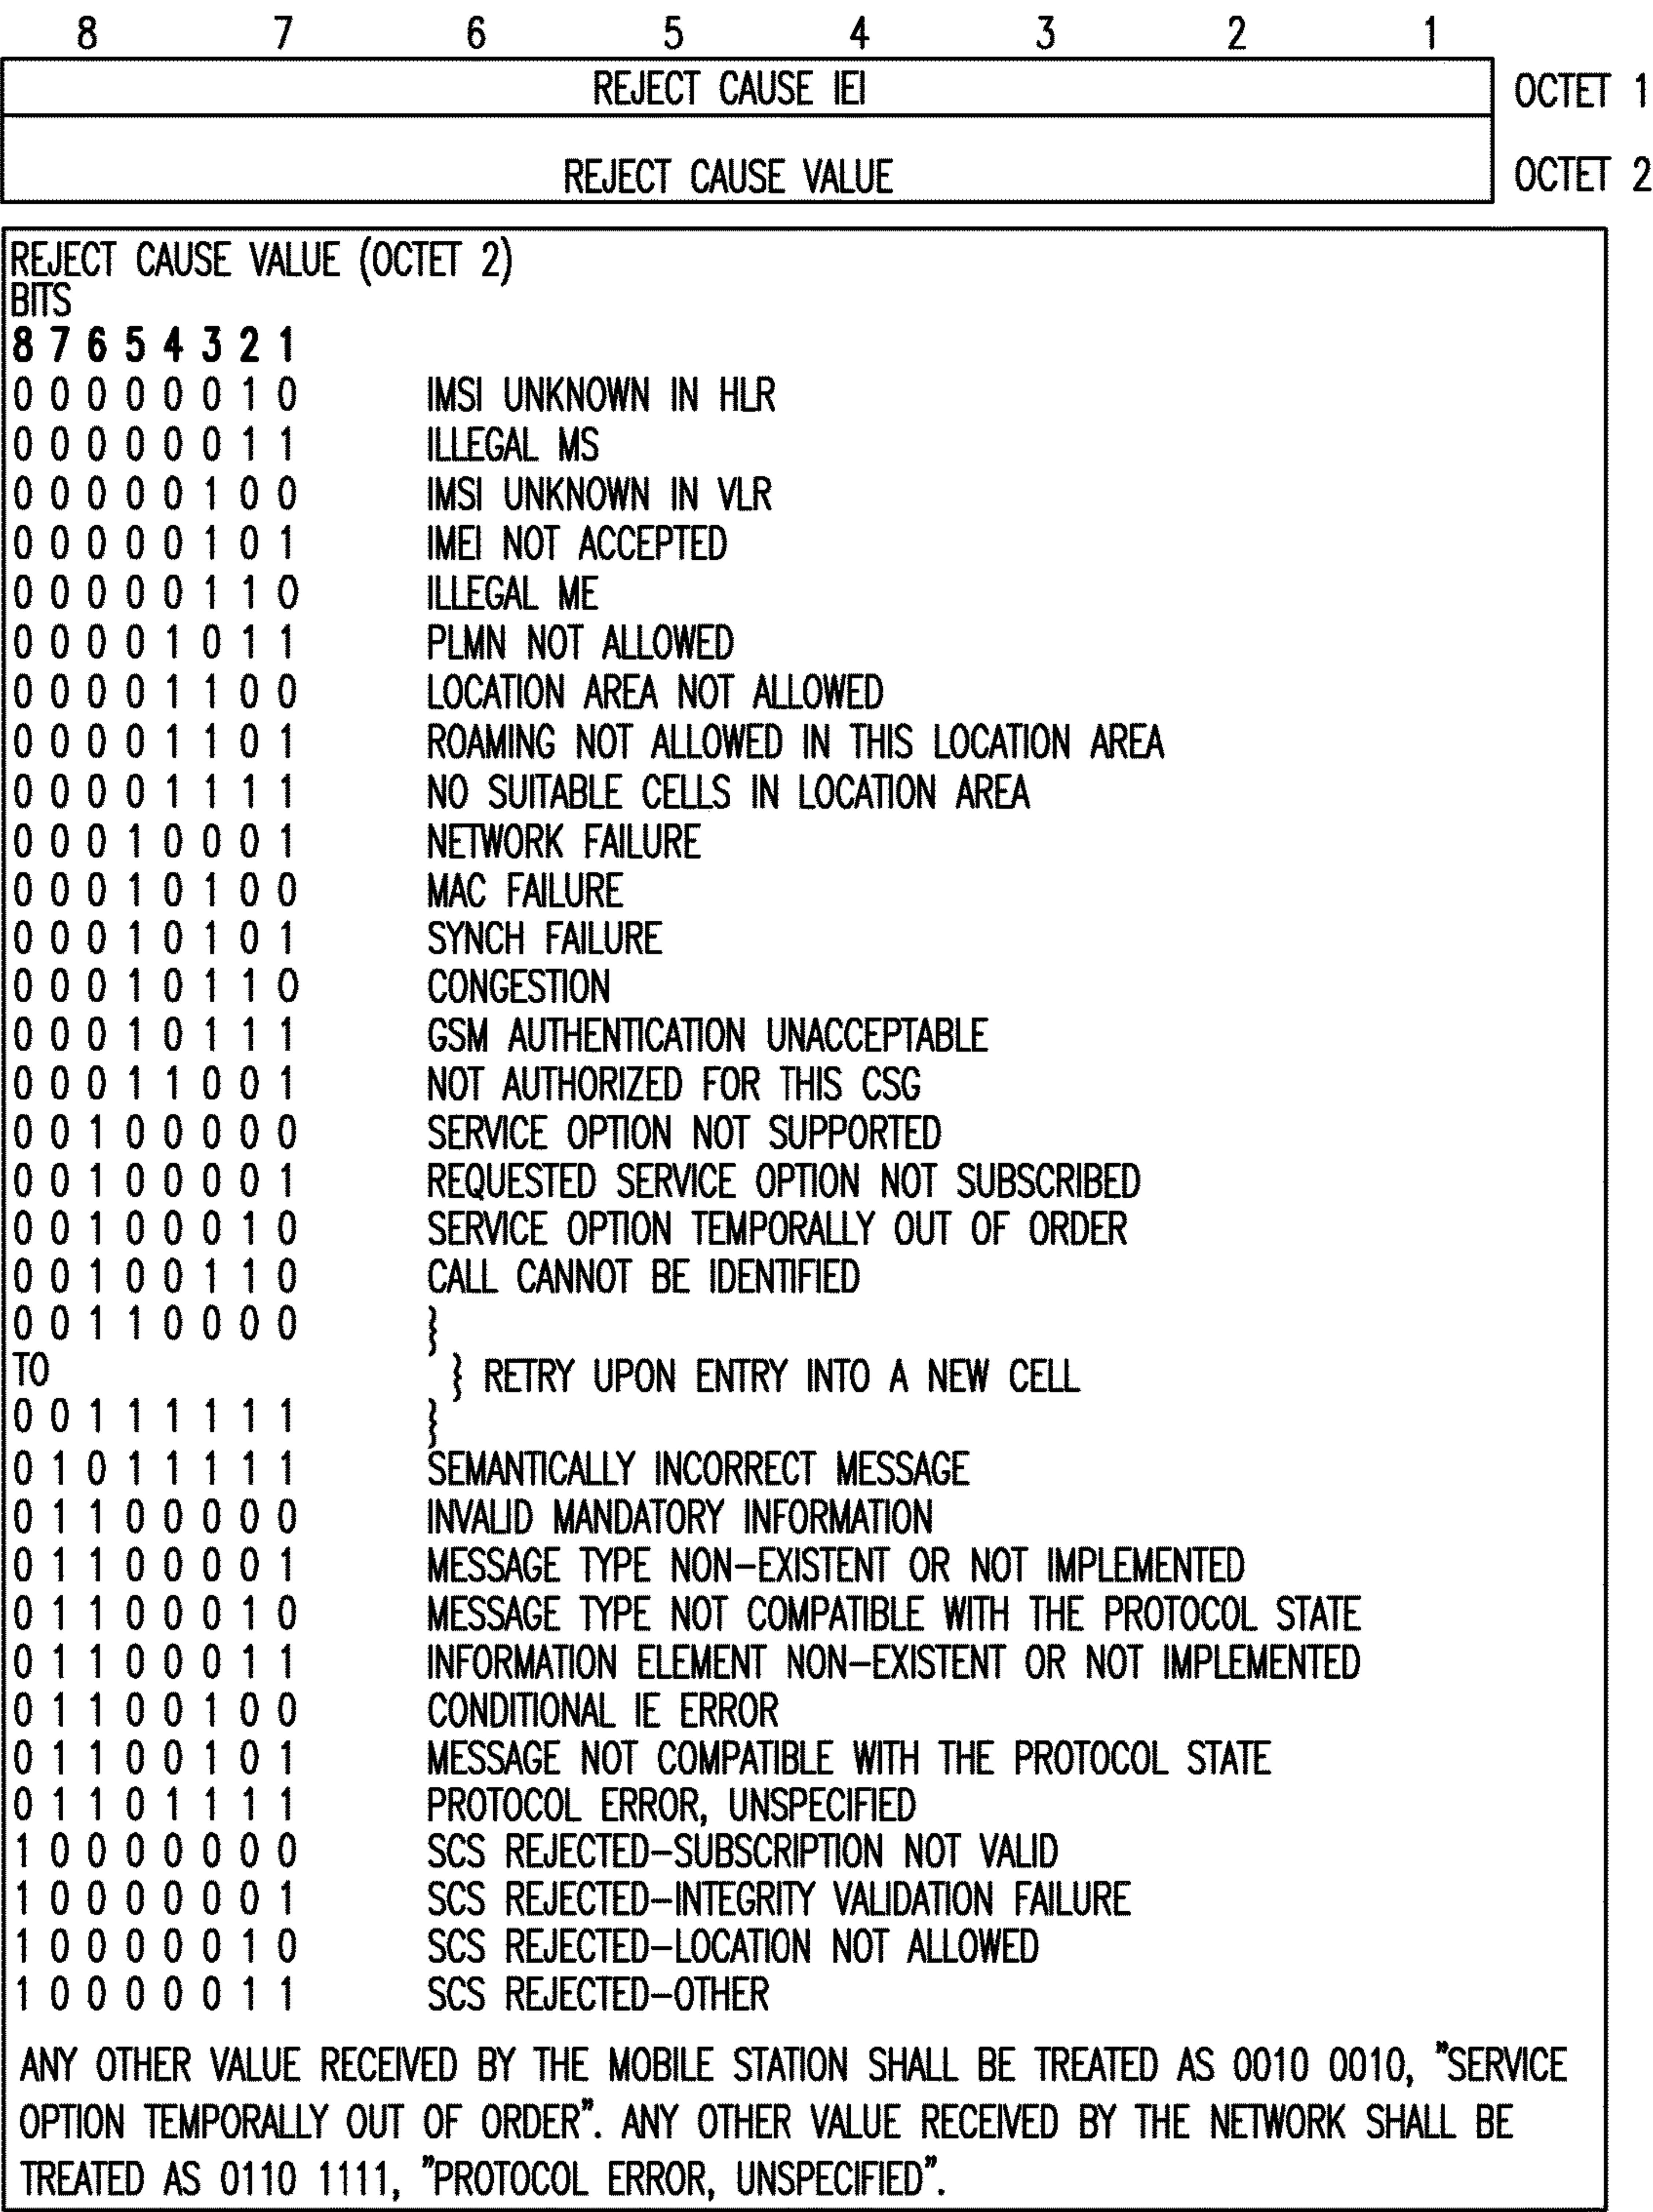 8 7 6 5 4 3 2 1
REJECT CAUSE IEI OCTET 1
REJECT CAUSE VALUE OCTET 2
REJECT CAUSE VALUE (OCTET 2)
BITS
8 7 6 5 4 3 2 1
0 0 0 0 0 0 1 0 IMSI UNKNOWN IN HLR
0 0 0 0 0 0 1 1 ILLEGAL MS
0 0 0 0 0 1 0 0 IMSI UNKNOWN IN VLR
0 0 0 0 0 1 0 1 IMEI NOT ACCEPTED
0 0 0 0 0 1 1 0 ILLEGAL ME
0 0 0 0 1 0 1 1 PLMN NOT ALLOWED
0 0 0 0 1 1 0 0 LOCATION AREA NOT ALLOWED
0 0 0 0 1 1 0 1 ROAMING NOT ALLOWED IN THIS LOCATION AREA
0 0 0 0 1 1 1 1 NO SUITABLE CELLS IN LOCATION AREA
0 0 0 1 0 0 0 1 NETWORK FAILURE
0 0 0 1 0 1 0 0 MAC FAILURE
0 0 0 1 0 1 0 1 SYNCH FAILURE
0 0 0 1 0 1 1 0 CONGESTION
0 0 0 1 0 1 1 1 GSM AUTHENTICATION UNACCEPTABLE
0 0 0 1 1 0 0 1 NOT AUTHORIZED FOR THIS CSG
0 0 1 0 0 0 0 0 SERVICE OPTION NOT SUPPORTED
0 0 1 0 0 0 0 1 REQUESTED SERVICE OPTION NOT SUBSCRIBED
0 0 1 0 0 0 1 0 SERVICE OPTION TEMPORALLY OUT OF ORDER
0 0 1 0 0 1 1 0 CALL CANNOT BE IDENTIFIED
0 0 1 1 0 0 0 0 }
TO } RETRY UPON ENTRY INTO A NEW CELL
0 0 1 1 1 1 1 1 }
0 1 0 1 1 1 1 1 SEMANTICALLY INCORRECT MESSAGE
0 1 1 0 0 0 0 0 INVALID MANDATORY INFORMATION
0 1 1 0 0 0 0 1 MESSAGE TYPE NON-EXISTENT OR NOT IMPLEMENTED
0 1 1 0 0 0 1 0 MESSAGE TYPE NOT COMPATIBLE WITH THE PROTOCOL STATE
0 1 1 0 0 0 1 1 INFORMATION ELEMENT NON-EXISTENT OR NOT IMPLEMENTED
0 1 1 0 0 1 0 0 CONDITIONAL IE ERROR
0 1 1 0 0 1 0 1 MESSAGE NOT COMPATIBLE WITH THE PROTOCOL STATE
0 1 1 0 1 1 1 1 PROTOCOL ERROR, UNSPECIFIED
1 0 0 0 0 0 0 0 SCS REJECTED-SUBSCRIPTION NOT VALID
1 0 0 0 0 0 0 1 SCS REJECTED-INTEGRITY VALIDATION FAILURE
1 0 0 0 0 0 1 0 SCS REJECTED-LOCATION NOT ALLOWED
1 0 0 0 0 0 1 1 SCS REJECTED-OTHER
ANY OTHER VALUE RECEIVED BY THE MOBILE STATION SHALL BE TREATED AS 0010 0010, "SERVICE
OPTION TEMPORALLY OUT OF ORDER". ANY OTHER VALUE RECEIVED BY THE NETWORK SHALL BE
TREATED AS 0110 1111, "PROTOCOL ERROR, UNSPECIFIED".